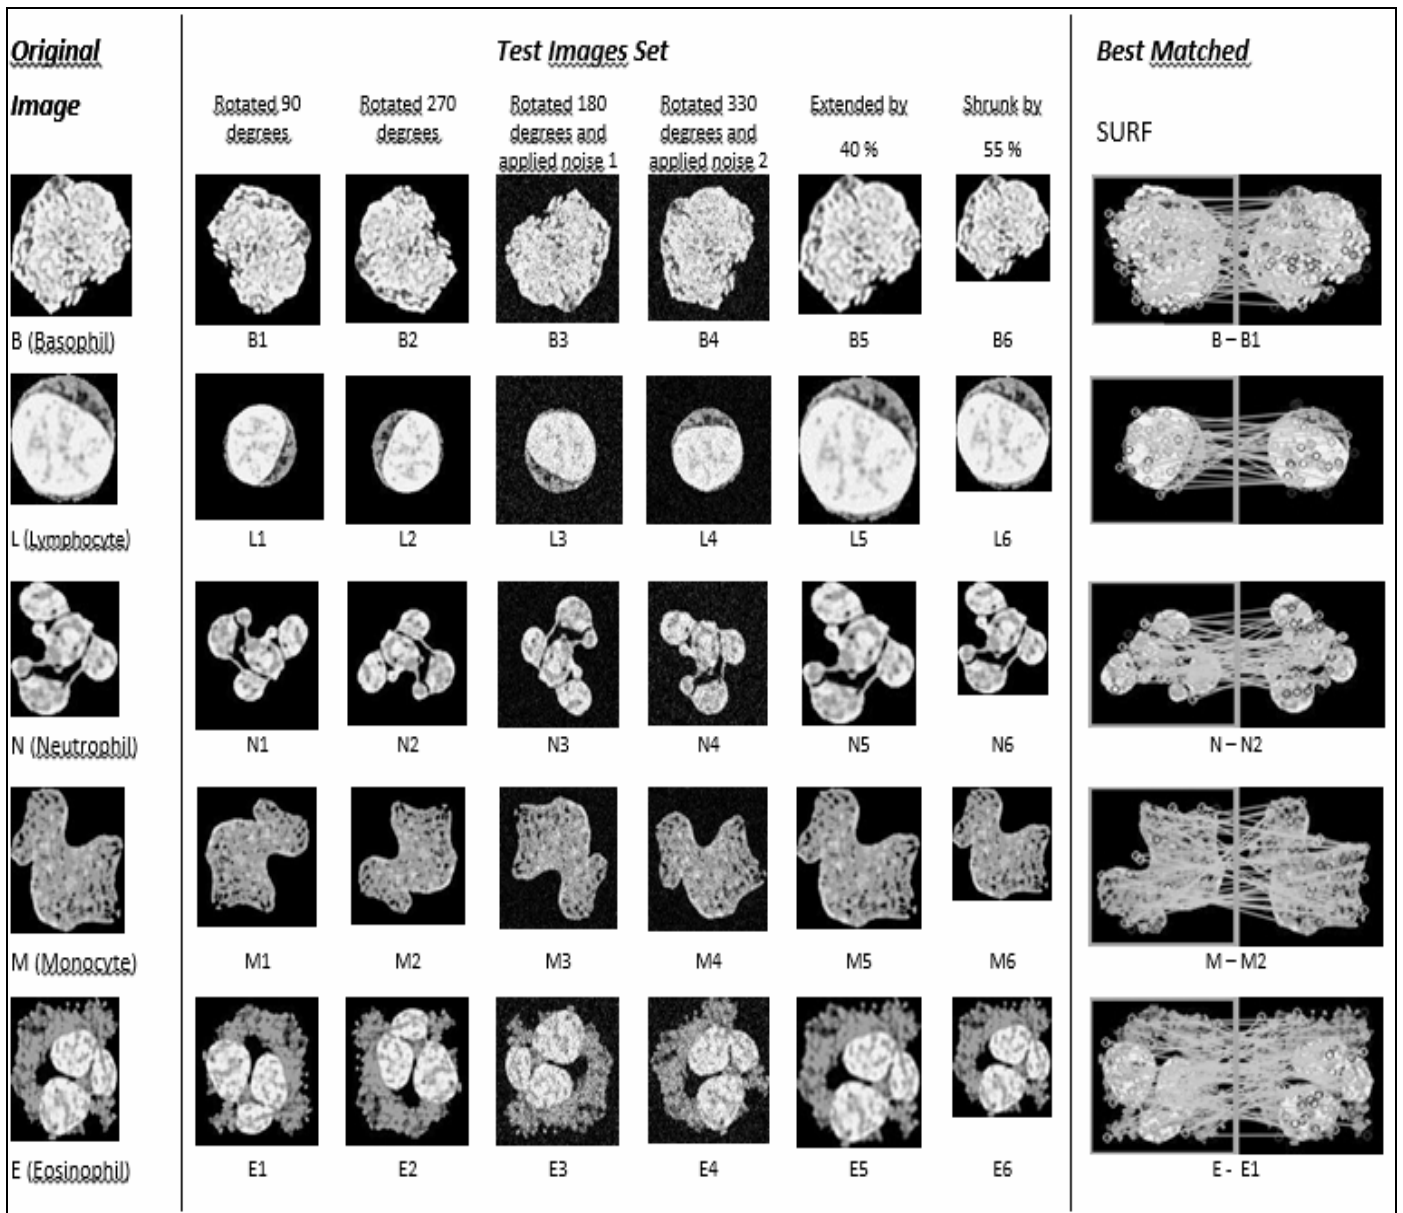 Original
Image
Test Images Set
Best Matched
SURF
Rotated 90
degrees
Rotated 270
degrees
Rotated 180
degrees and
applied noise 1
Rotated 330
degrees and
applied noise 2
Extended by
40 %
Shrunk by
55 %
B (Basophil)
B1
B2
B3
B4
B5
B6
B – B1
L (Lymphocyte)
L1
L2
L3
L4
L5
L6
N (Neutrophil)
N1
N2
N3
N4
N5
N6
N – N2
M (Monocyte)
M1
M2
M3
M4
M5
M6
M – M2
E (Eosinophil)
E1
E2
E3
E4
E5
E6
E - E1